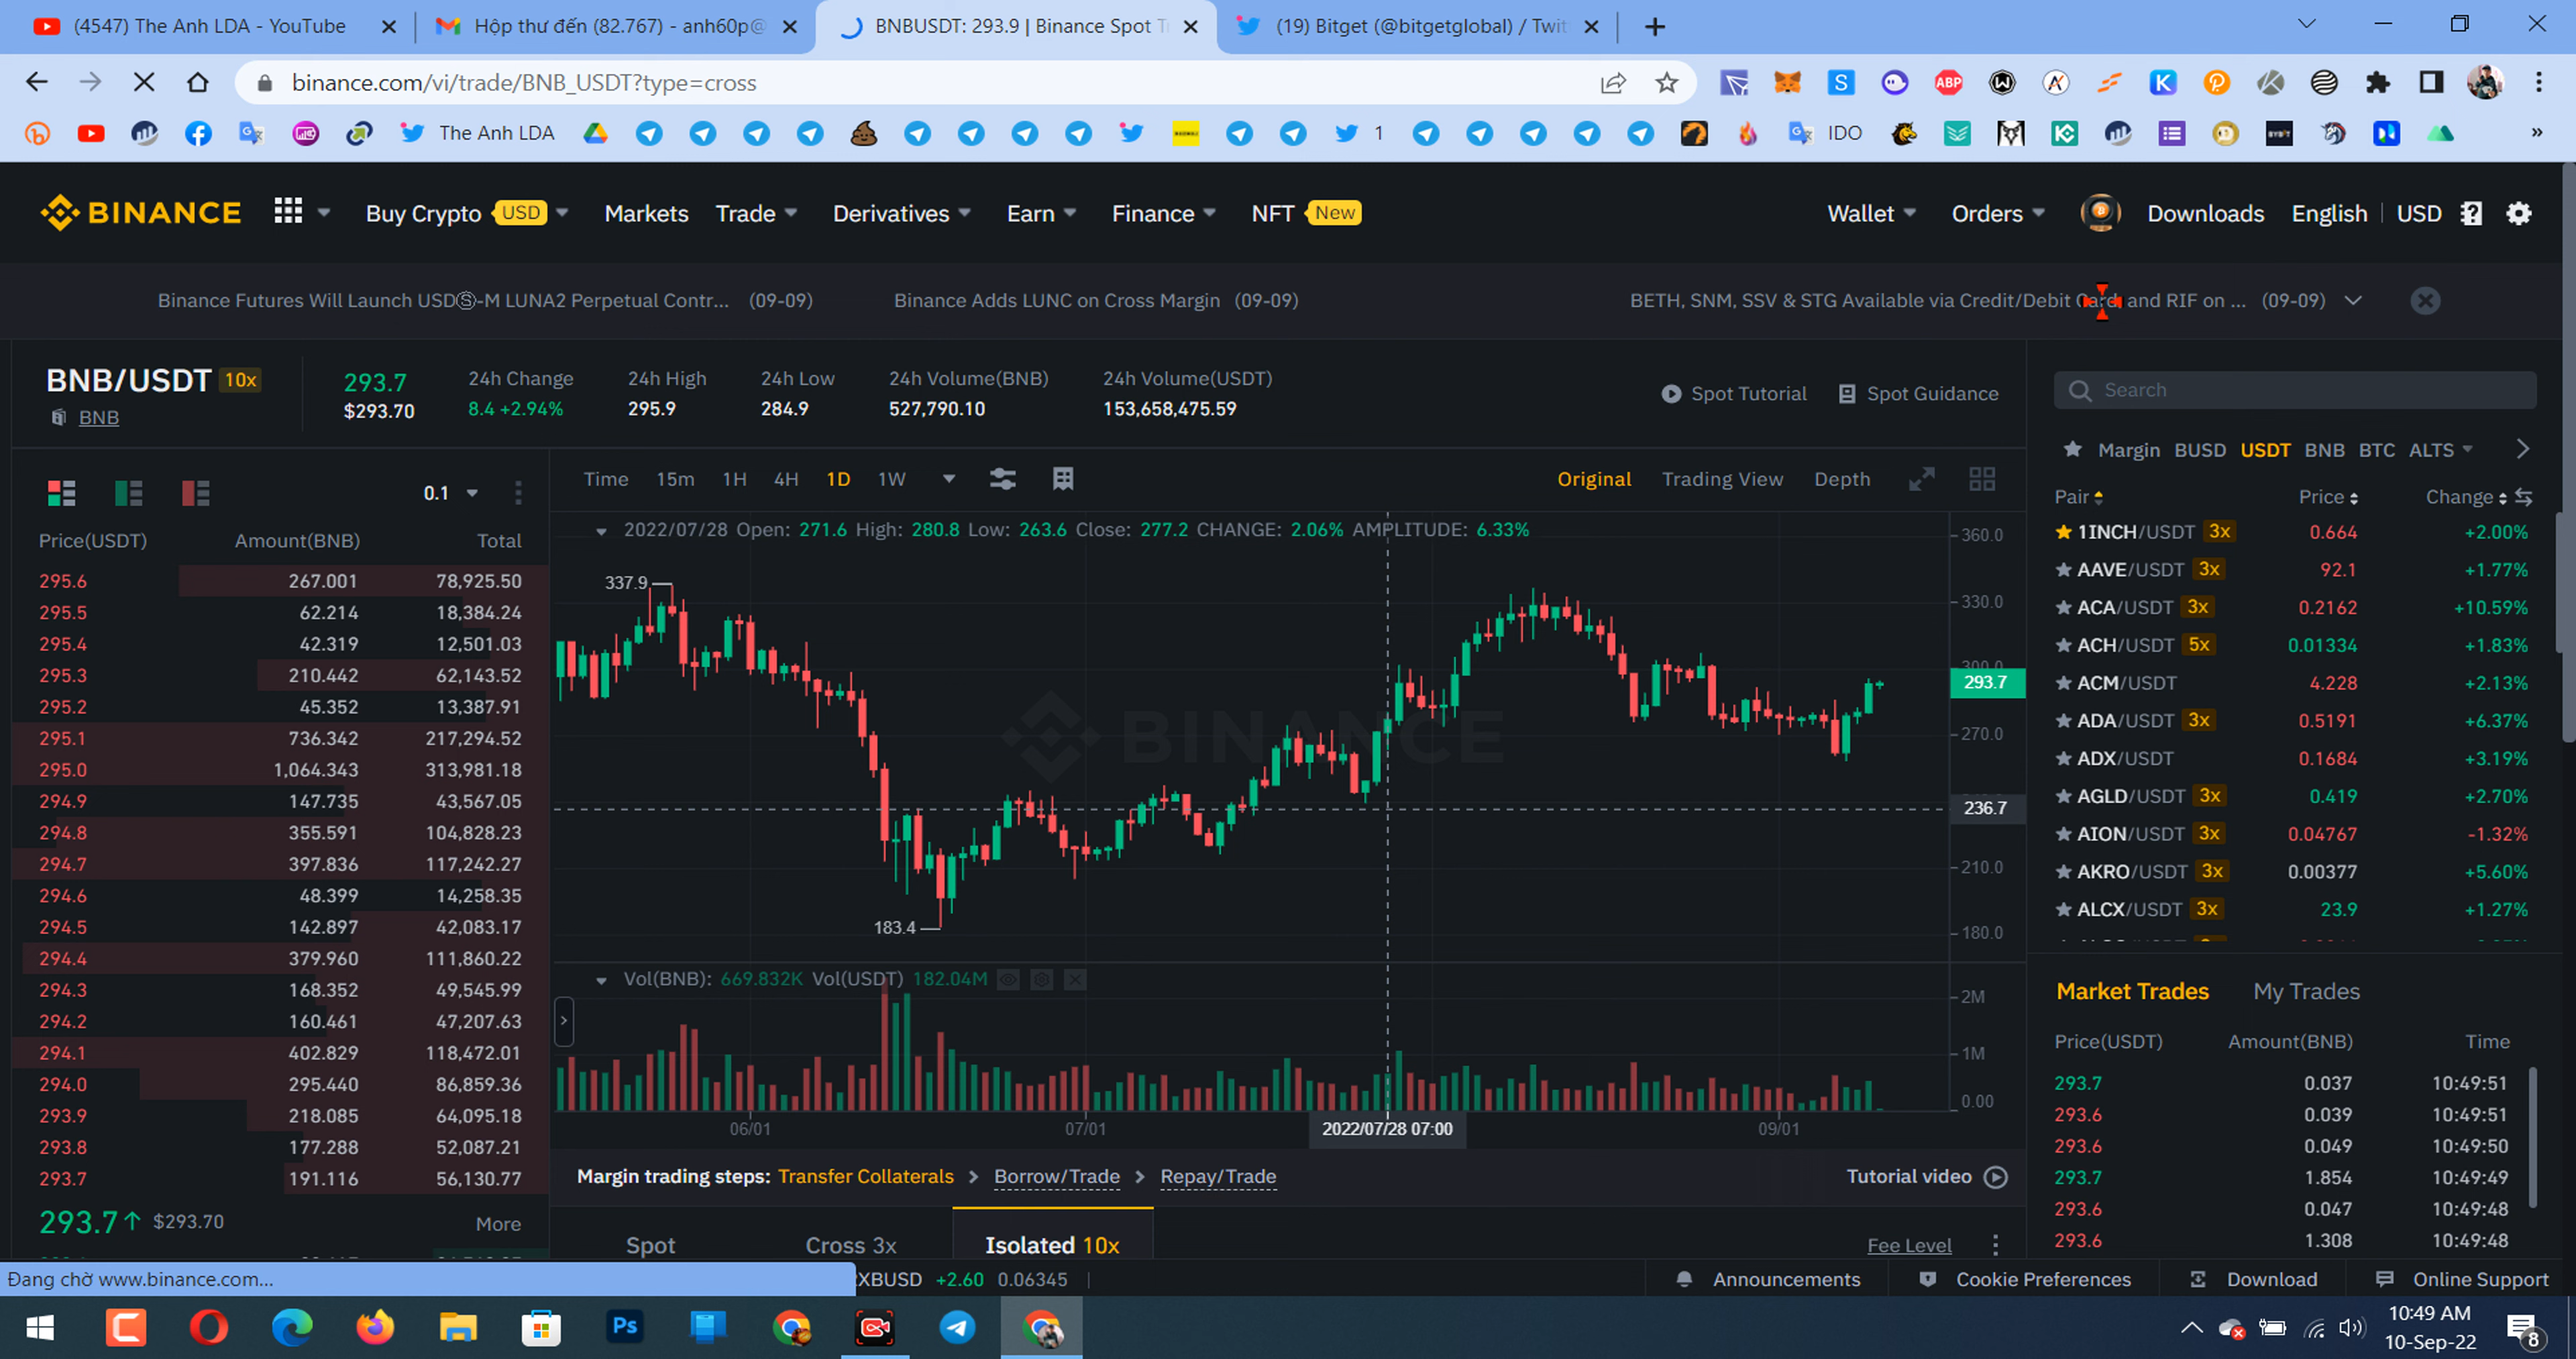 (4547) The Anh LDA - YouTube
Hộp thư đến (82.767) - anh60p@
BNBUSDT: 293.9 | Binance Spot T
(19) Bitget (@bitgetglobal) / Twit
binance.com/vi/trade/BNB_USDT?type=cross
The Anh LDA 1 IDO »
BINANCE Buy Crypto USD Markets Trade Derivatives Earn Finance NFT New Wallet Orders Downloads English USD
Binance Futures Will Launch USDⓈ-M LUNA2 Perpetual Contr... (09-09)
Binance Adds LUNC on Cross Margin (09-09)
BETH, SNM, SSV & STG Available via Credit/Debit Card and RIF on ... (09-09)
BNB/USDT 10x
BNB
293.7
$293.70
24h Change
8.4 +2.94%
24h High
295.9
24h Low
284.9
24h Volume(BNB)
527,790.10
24h Volume(USDT)
153,658,475.59
Spot Tutorial Spot Guidance
0.1
Price(USDT) Amount(BNB) Total
295.6 267.001 78,925.50
295.5 62.214 18,384.24
295.4 42.319 12,501.03
295.3 210.442 62,143.52
295.2 45.352 13,387.91
295.1 736.342 217,294.52
295.0 1,064.343 313,981.18
294.9 147.735 43,567.05
294.8 355.591 104,828.23
294.7 397.836 117,242.27
294.6 48.399 14,258.35
294.5 142.897 42,083.17
294.4 379.960 111,860.22
294.3 168.352 49,545.99
294.2 160.461 47,207.63
294.1 402.829 118,472.01
294.0 295.440 86,859.36
293.9 218.085 64,095.18
293.8 177.288 52,087.21
293.7 191.116 56,130.77
293.7↑ $293.70 More
Time 15m 1H 4H 1D 1W Original Trading View Depth
2022/07/28 Open: 271.6 High: 280.8 Low: 263.6 Close: 277.2 CHANGE: 2.06% AMPLITUDE: 6.33%
337.9
183.4
BINANCE
360.0
330.0
300.0
293.7
270.0
236.7
210.0
180.0
Vol(BNB): 669.832K Vol(USDT) 182.04M
2M
1M
0.00
06/01 07/01 2022/07/28 07:00 09/01
Margin trading steps: Transfer Collaterals > Borrow/Trade > Repay/Trade Tutorial video
Spot Cross 3x Isolated 10x Fee Level
Search
Margin BUSD USDT BNB BTC ALTS
Pair Price Change
1INCH/USDT 3x 0.664 +2.00%
AAVE/USDT 3x 92.1 +1.77%
ACA/USDT 3x 0.2162 +10.59%
ACH/USDT 5x 0.01334 +1.83%
ACM/USDT 4.228 +2.13%
ADA/USDT 3x 0.5191 +6.37%
ADX/USDT 0.1684 +3.19%
AGLD/USDT 3x 0.419 +2.70%
AION/USDT 3x 0.04767 -1.32%
AKRO/USDT 3x 0.00377 +5.60%
ALCX/USDT 3x 23.9 +1.27%
Market Trades My Trades
Price(USDT) Amount(BNB) Time
293.7 0.037 10:49:51
293.6 0.039 10:49:51
293.6 0.049 10:49:50
293.7 1.854 10:49:49
293.6 0.047 10:49:48
293.6 1.308 10:49:48
Đang chờ www.binance.com...
XBUSD +2.60 0.06345
Announcements Cookie Preferences Download Online Support
Ps
10:49 AM
10-Sep-22
8